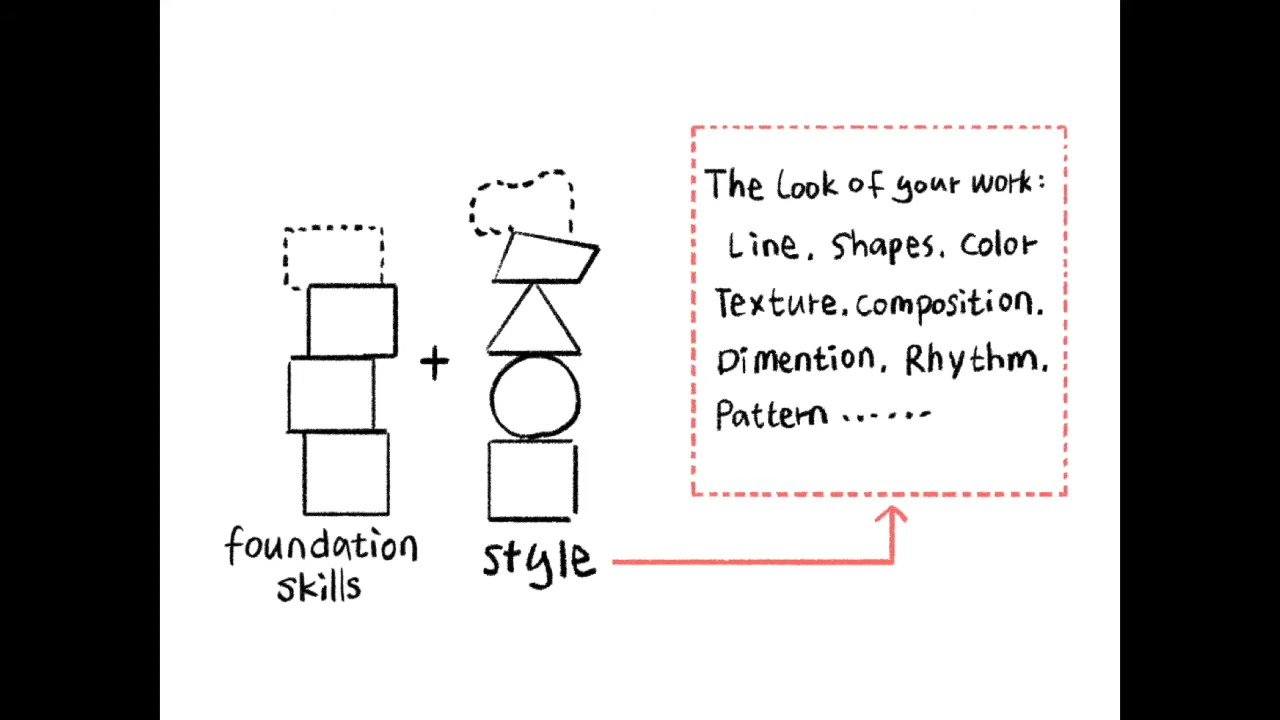 foundation
skills
+
style
The look of your work:
Line. Shapes. Color
Texture. composition.
Dimention. Rhythm.
Pattern ......